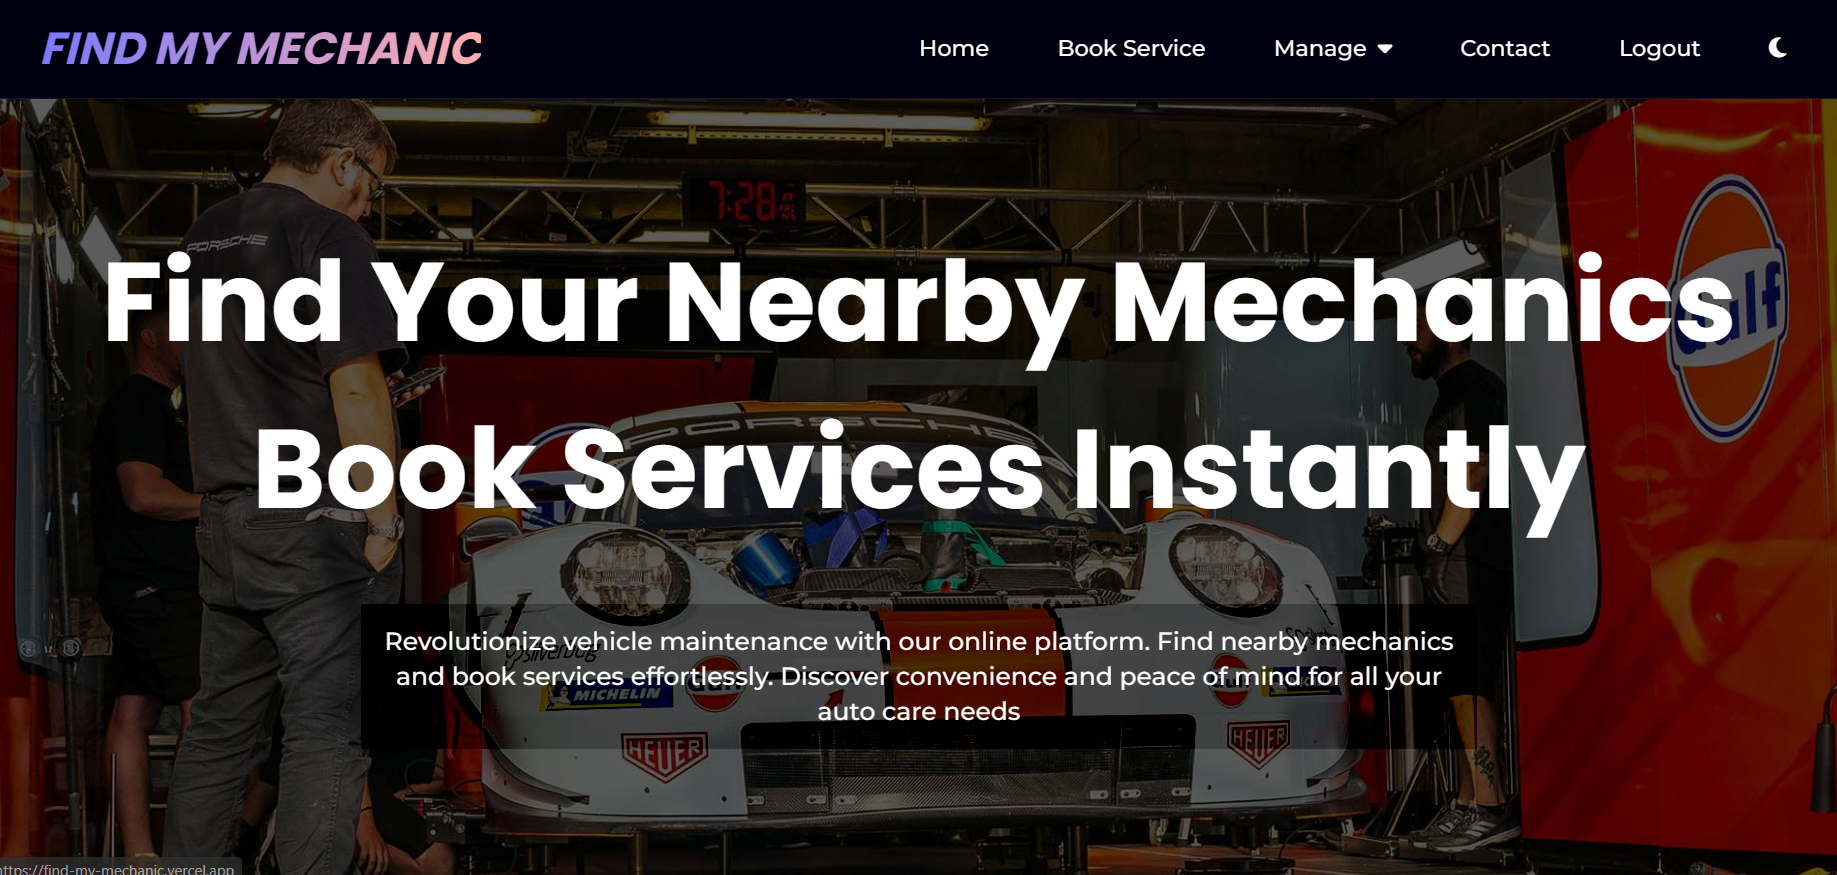 FIND MY MECHANIC
Home
Book Service
Manage
Contact
Logout
7:28
PORSCHE
Find Your Nearby Mechanics
Gulf
PORSCHE
Book Services Instantly
Revolutionize vehicle maintenance with our online platform. Find nearby mechanics
and book services effortlessly. Discover convenience and peace of mind for all your
auto care needs
MICHELIN
Gulf
HEUER
HEUER
https://find-my-mechanic.vercel.app